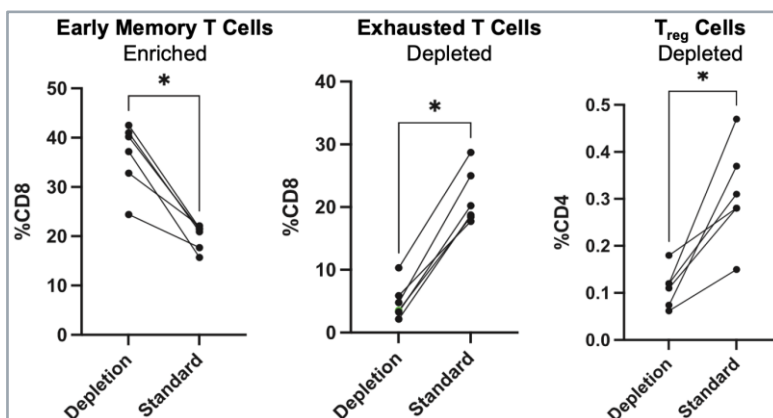 Early Memory T Cells
Enriched
*
%CD8
50
40
30
20
10
0
Depletion
Standard
Exhausted T Cells
Depleted
*
%CD8
40
30
20
10
0
Depletion
Standard
Treg Cells
Depleted
*
%CD4
0.5
0.4
0.3
0.2
0.1
0.0
Depletion
Standard